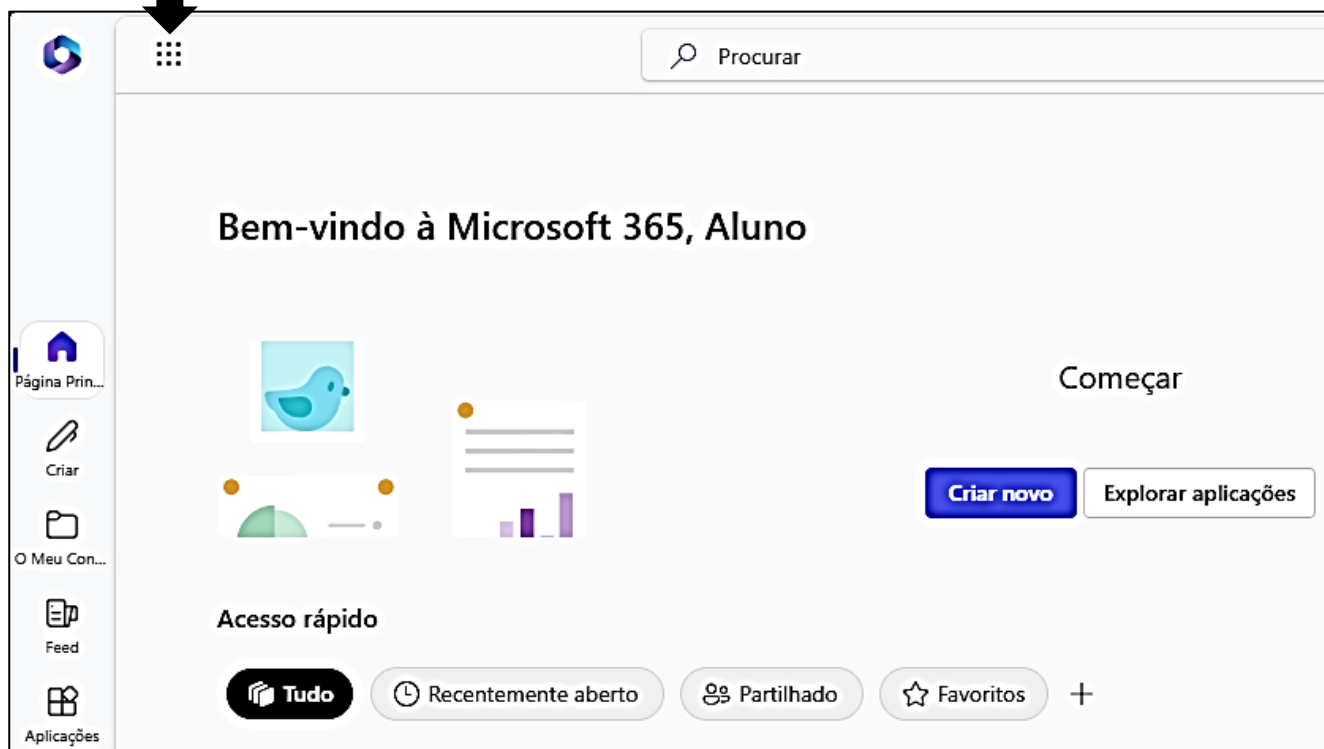 Procurar
Bem-vindo à Microsoft 365, Aluno
Página Prin...
Criar
O Meu Con...
Feed
Aplicações
Começar
Criar novo
Explorar aplicações
Acesso rápido
Tudo
Recentemente aberto
Partilhado
Favoritos